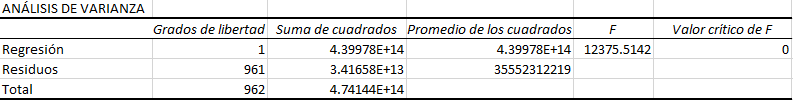 ANÁLISIS DE VARIANZA
Grados de libertad Suma de cuadrados Promedio de los cuadrados F Valor crítico de F
Regresión 1 4.39978E+14 4.39978E+14 12375.5142 0
Residuos 961 3.41658E+13 35552312219
Total 962 4.74144E+14